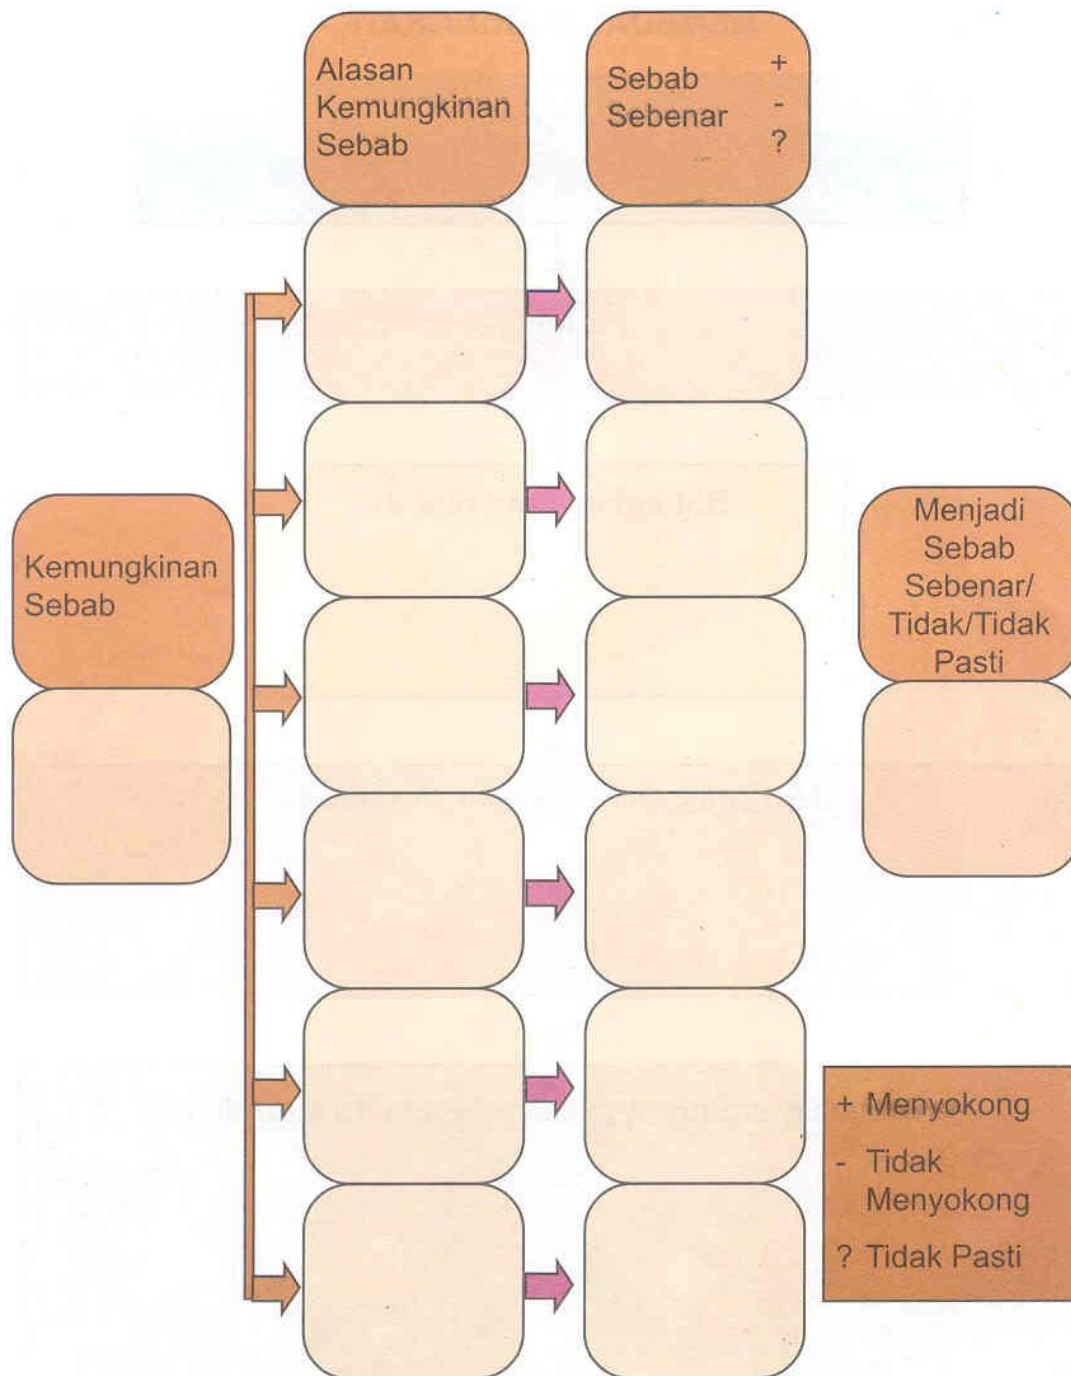 Alasan
Kemungkinan
Sebab
Sebab
Sebenar
+
-
?
Kemungkinan
Sebab
Menjadi
Sebab
Sebenar/
Tidak/Tidak
Pasti
+ Menyokong
- Tidak
Menyokong
? Tidak Pasti